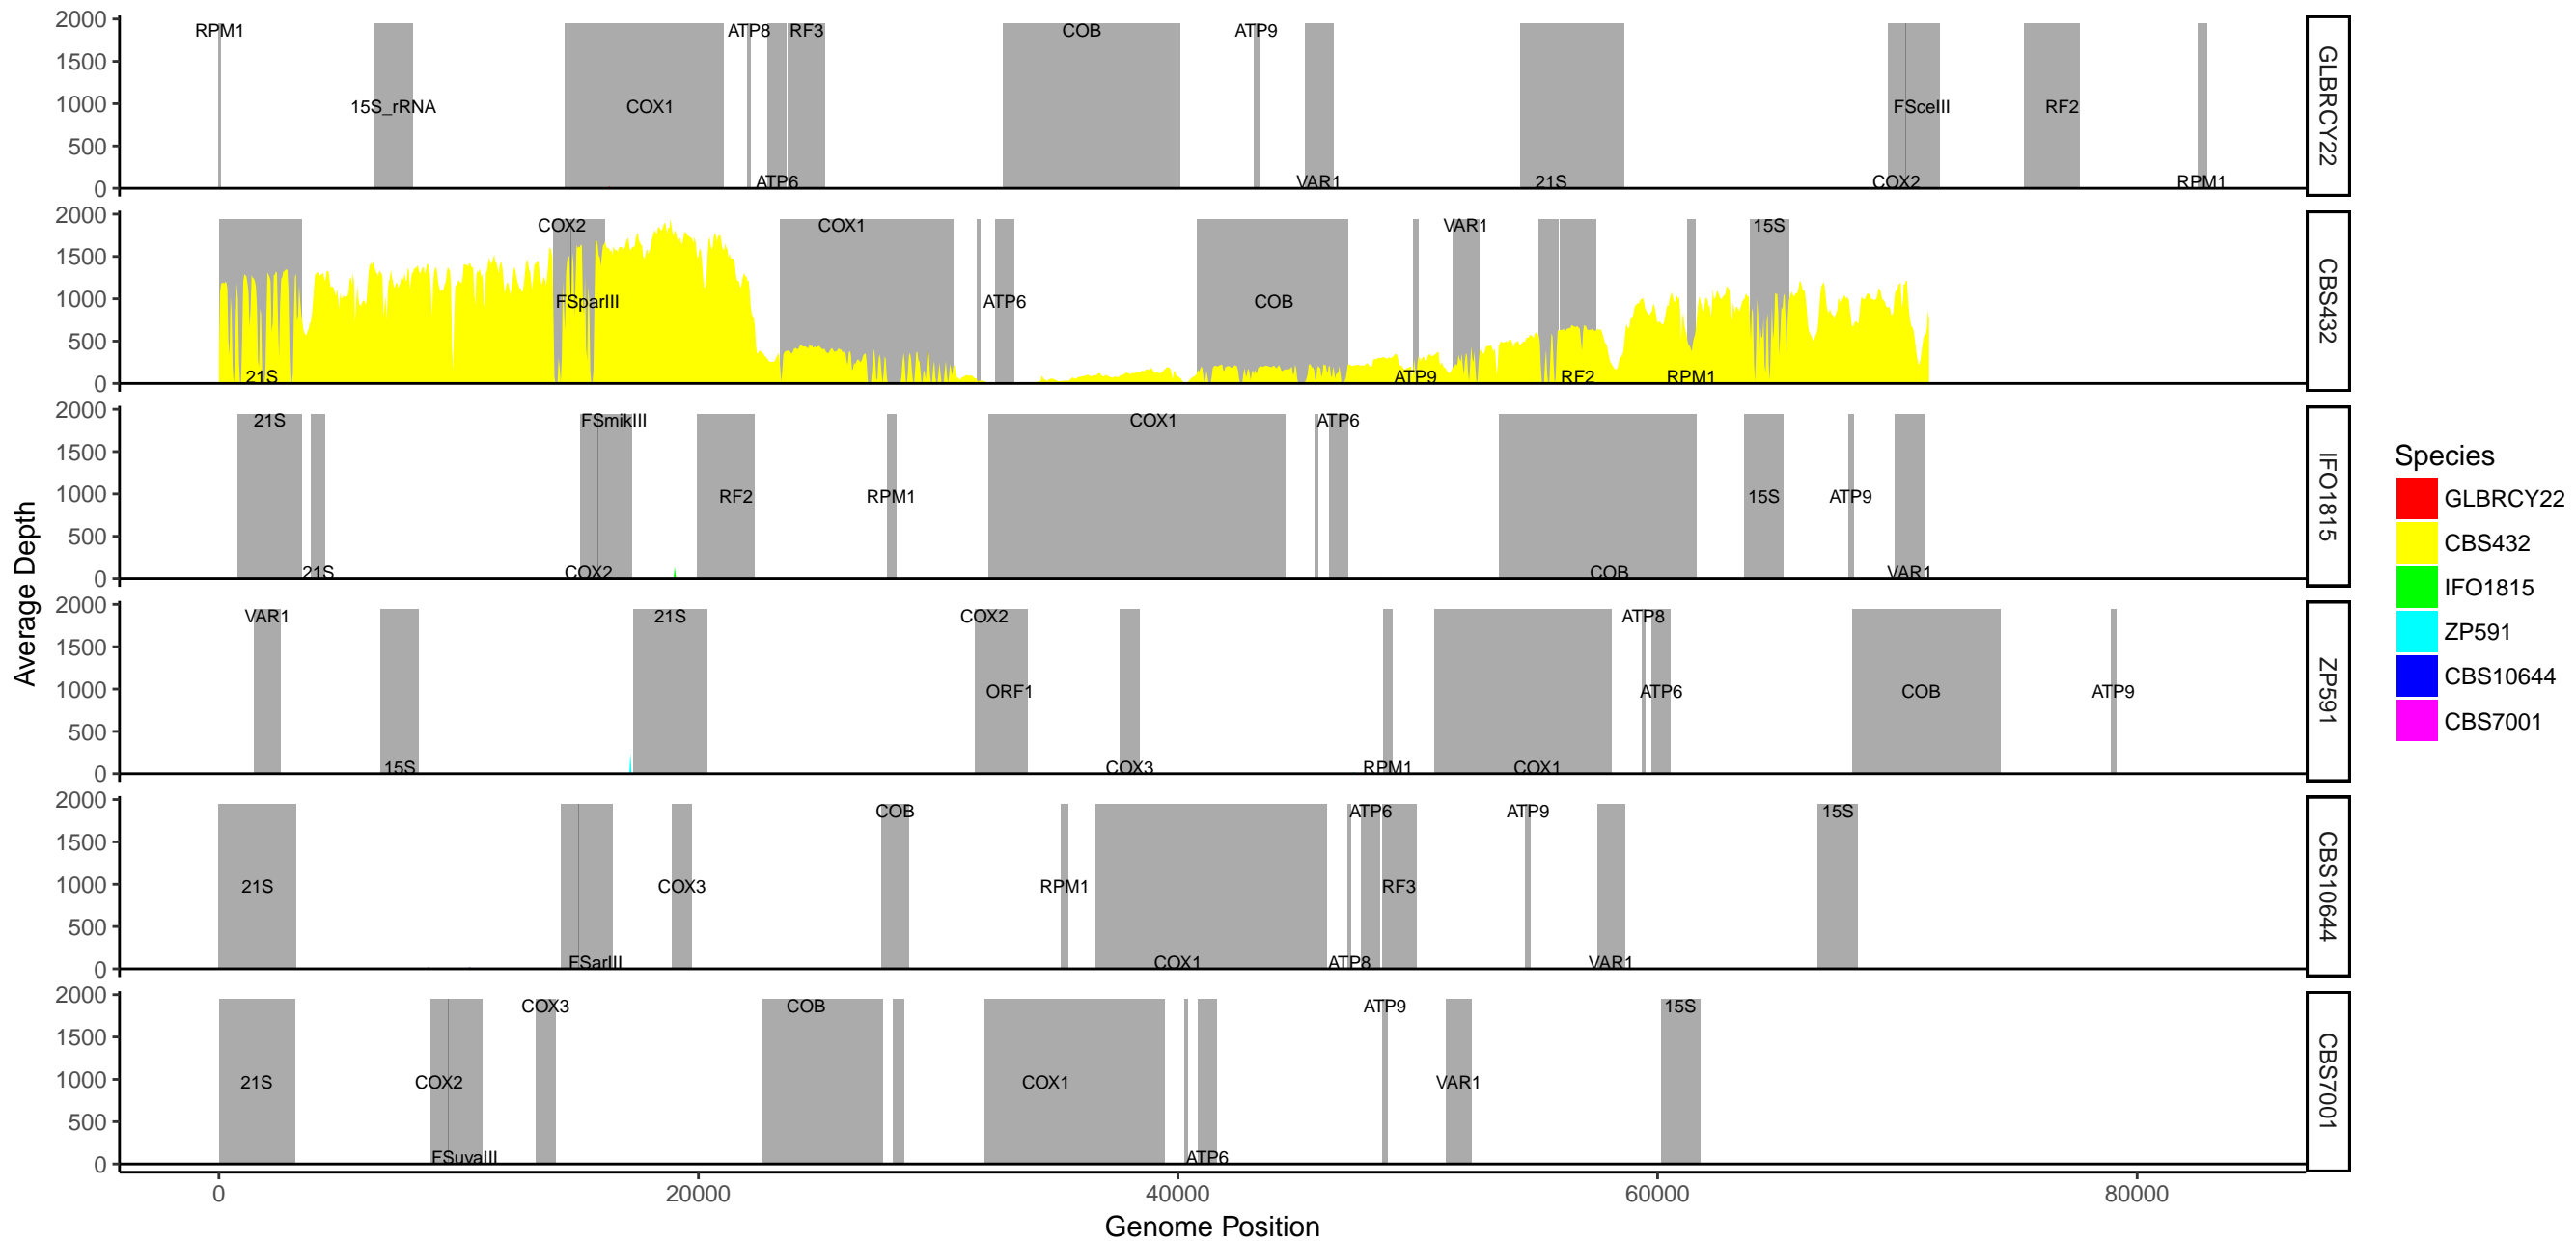 2000
RPM1
ATP8
RF3
COB
ATP9
1500
1000
15S_rRNA
COX1
FSceIII
RF2
500
0
ATP6
VAR1
21S
COX2
RPM1
GLBRCY22
2000
COX2
COX1
VAR1
15S
1500
1000
FSparIII
ATP6
COB
500
0
21S
ATP9
RF2
RPM1
CBS432
2000
21S
FSmikIII
COX1
ATP6
1500
1000
RF2
RPM1
15S
ATP9
500
0
21S
COX2
COB
VAR1
IFO1815
2000
VAR1
21S
COX2
ATP8
1500
1000
ORF1
ATP6
COB
ATP9
500
0
15S
COX3
RPM1
COX1
ZP591
2000
COB
ATP6
ATP9
15S
1500
1000
21S
COX3
RPM1
RF3
500
0
FSarIII
COX1
ATP8
VAR1
CBS10644
2000
COX3
COB
ATP9
15S
1500
1000
21S
COX2
COX1
VAR1
500
0
FSuvaIII
ATP6
CBS7001
0
20000
40000
60000
80000
Genome Position
Average Depth
Species
GLBRCY22
CBS432
IFO1815
ZP591
CBS10644
CBS7001